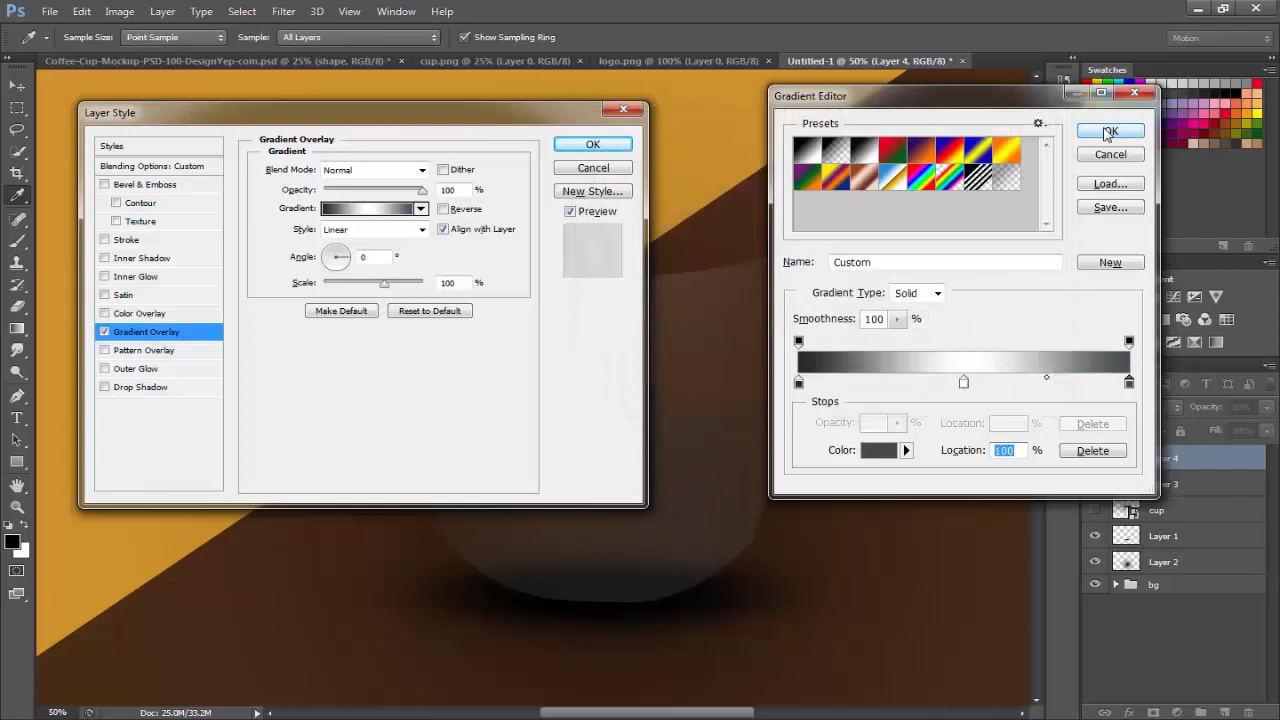 Ps File Edit Image Layer Type Select Filter 3D View Window Help
Sample Size: Point Sample Sample: All Layers Show Sampling Ring Motion
Coffee-Cup-Mockup-PSD-100-DesignYep-com.psd @ 25% (shape, RGB/8) * × cup.png @ 25% (Layer 0, RGB/8) × logo.png @ 100% (Layer 0, RGB/8) × Untitled-1 @ 50% (Layer 4, RGB/8) * ×
Swatches
Layer Style
Styles
Blending Options: Custom
Bevel & Emboss
Contour
Texture
Stroke
Inner Shadow
Inner Glow
Satin
Color Overlay
Gradient Overlay
Pattern Overlay
Outer Glow
Drop Shadow
Gradient Overlay
Gradient
Blend Mode: Normal Dither
Opacity: 100 %
Gradient: Reverse
Style: Linear Align with Layer
Angle: 0 °
Scale: 100 %
Make Default Reset to Default
OK
Cancel
New Style...
Preview
Gradient Editor
Presets
OK
Cancel
Load...
Save...
Name: Custom New
Gradient Type: Solid
Smoothness: 100 %
Stops
Opacity: % Location: % Delete
Color: Location: 100 % Delete
Opacity:
Fill:
er 4
er 3
cup
Layer 1
Layer 2
bg
50% Doc: 25.0M/33.2M